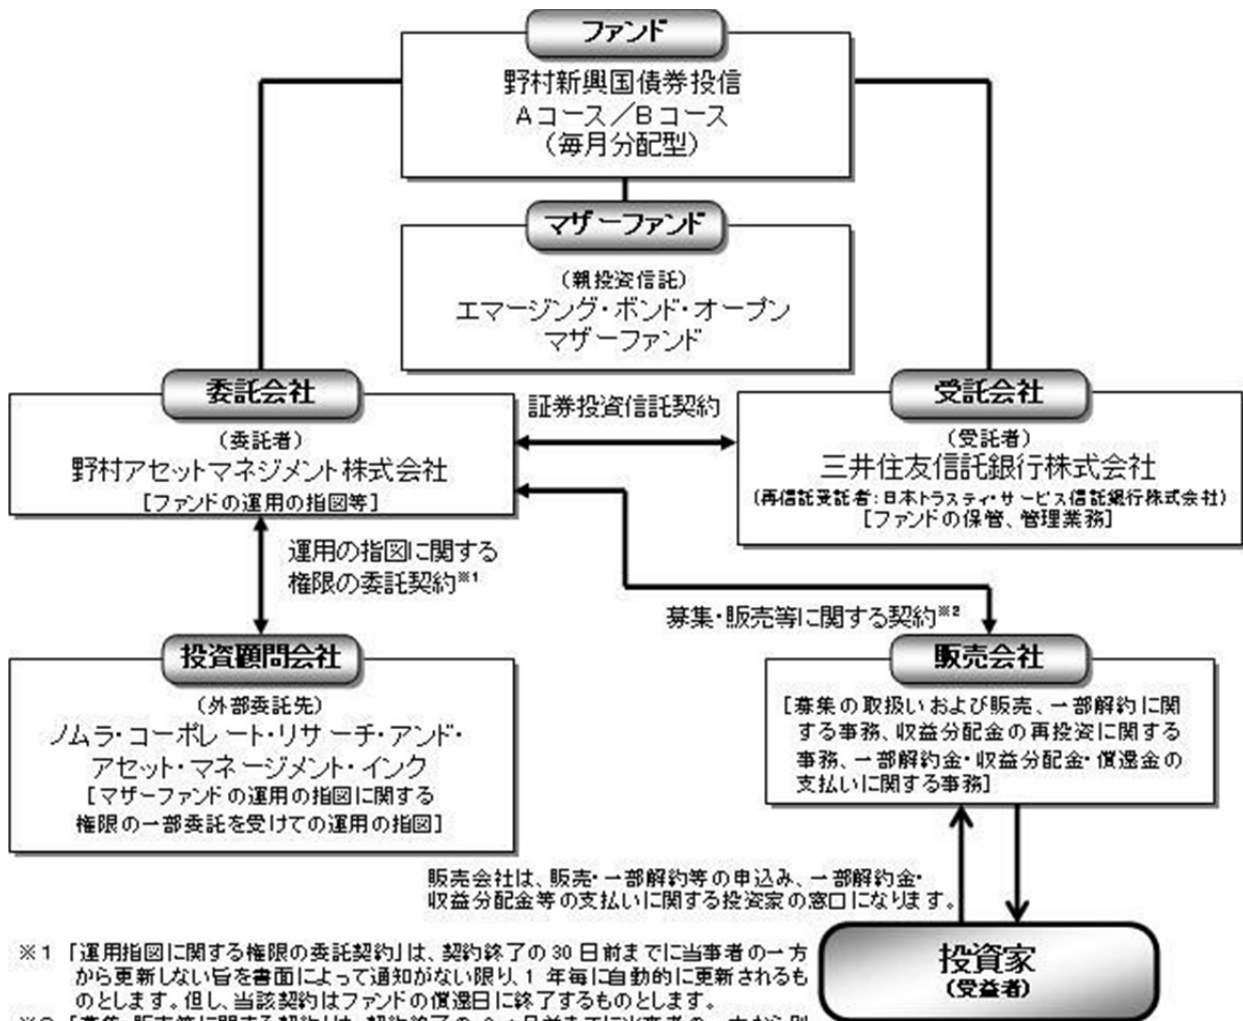 ファンド
野村新興国債券投信
Aコース／Bコース
（毎月分配型）
マザーファンド
（親投資信託）
エマージング・ボンド・オープン
マザーファンド
委託会社
（委託者）
野村アセットマネジメント株式会社
[ファンドの運用の指図等]
証券投資信託契約
受託会社
（受託者）
三井住友信託銀行株式会社
（再信託受託者：日本トラスティ・サービス信託銀行株式会社）
[ファンドの保管、管理業務]
運用の指図に関する
権限の委託契約※1
募集・販売等に関する契約※2
投資顧問会社
（外部委託先）
ノムラ・コーポレート・リサーチ・アンド・
アセット・マネージメント・インク
[マザーファンドの運用の指図に関する
権限の一部委託を受けての運用の指図]
販売会社
[募集の取扱いおよび販売、一部解約に関
する事務、収益分配金の再投資に関する
事務、一部解約金・収益分配金・償還金の
支払いに関する事務]
販売会社は、販売・一部解約等の申込み、一部解約金・
収益分配金等の支払いに関する投資家の窓口になります。
投資家
（受益者）
※1 「運用指図に関する権限の委託契約」は、契約終了の30日前までに当事者の一方
から更新しない旨を書面によって通知がない限り、1年毎に自動的に更新されるも
のとします。但し、当該契約はファンドの償還日に終了するものとします。